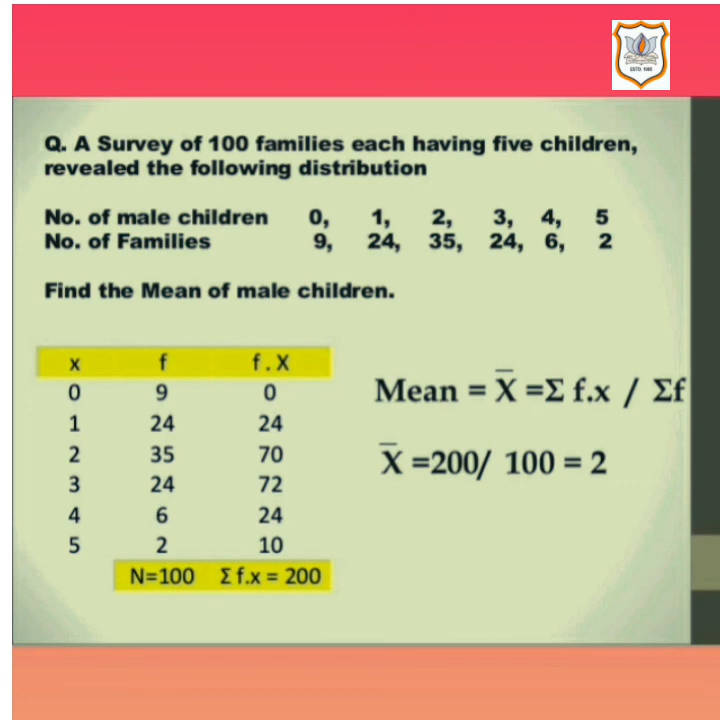 ESTD. 1980
Q. A Survey of 100 families each having five children,
revealed the following distribution
No. of male children 0, 1, 2, 3, 4, 5
No. of Families 9, 24, 35, 24, 6, 2
Find the Mean of male children.
x f f.X
0 9 0
1 24 24
2 35 70
3 24 72
4 6 24
5 2 10
N=100 Σf.x = 200
Mean = X̅ =Σ f.x / Σf
X̅ =200/ 100 = 2